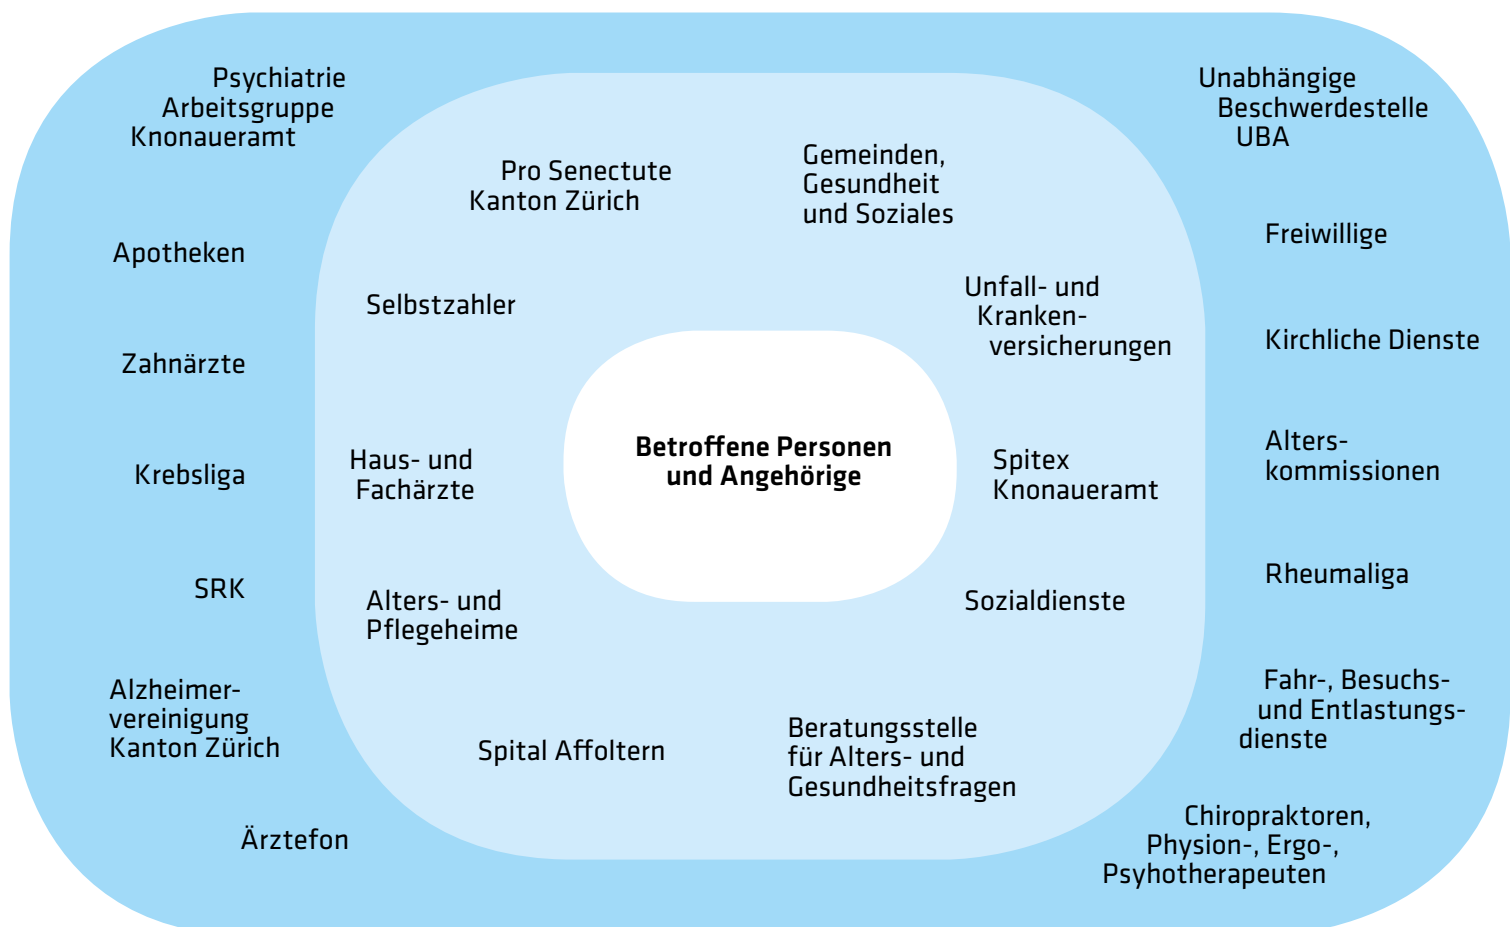 Psychiatrie
Arbeitsgruppe
Knonaueramt
Apotheken
Zahnärzte
Krebsliga
SRK
Alzheimer-
vereinigung
Kanton Zürich
Ärztefon
Pro Senectute
Kanton Zürich
Selbstzahler
Haus- und
Fachärzte
Alters- und
Pflegeheime
Spital Affoltern
Betroffene Personen
und Angehörige
Gemeinden,
Gesundheit
und Soziales
Unfall- und
Kranken-
versicherungen
Spitex
Knonaueramt
Sozialdienste
Beratungsstelle
für Alters- und
Gesundheitsfragen
Unabhängige
Beschwerdestelle
UBA
Freiwillige
Kirchliche Dienste
Alters-
kommissionen
Rheumaliga
Fahr-, Besuchs-
und Entlastungs-
dienste
Chiropraktoren,
Physion-, Ergo-,
Psyhotherapeuten